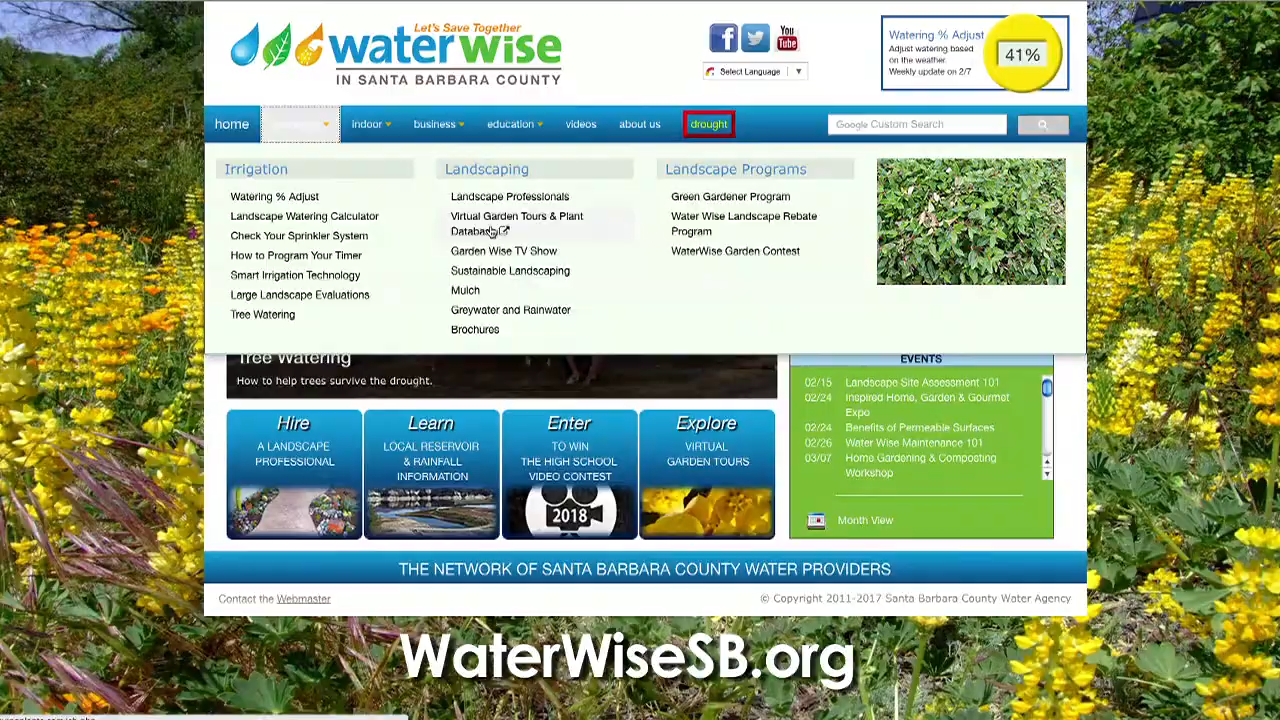 Let's Save Together
waterwise
IN SANTA BARBARA COUNTY
You
Tube
Select Language
Watering % Adjust
Adjust watering based
on the weather.
Weekly update on 2/7
41%
home
indoor
business
education
videos
about us
drought
Google Custom Search
Irrigation
Watering % Adjust
Landscape Watering Calculator
Check Your Sprinkler System
How to Program Your Timer
Smart Irrigation Technology
Large Landscape Evaluations
Tree Watering
Landscaping
Landscape Professionals
Virtual Garden Tours & Plant
Database
Garden Wise TV Show
Sustainable Landscaping
Mulch
Greywater and Rainwater
Brochures
Landscape Programs
Green Gardener Program
Water Wise Landscape Rebate
Program
WaterWise Garden Contest
Tree Watering
How to help trees survive the drought.
Hire
A LANDSCAPE
PROFESSIONAL
Learn
LOCAL RESERVOIR
& RAINFALL
INFORMATION
Enter
TO WIN
THE HIGH SCHOOL
VIDEO CONTEST
2018
Explore
VIRTUAL
GARDEN TOURS
EVENTS
02/15 Landscape Site Assessment 101
02/24 Inspired Home, Garden & Gourmet
Expo
02/24 Benefits of Permeable Surfaces
02/26 Water Wise Maintenance 101
03/07 Home Gardening & Composting
Workshop
Month View
THE NETWORK OF SANTA BARBARA COUNTY WATER PROVIDERS
Contact the Webmaster
© Copyright 2011-2017 Santa Barbara County Water Agency
WaterWiseSB.org